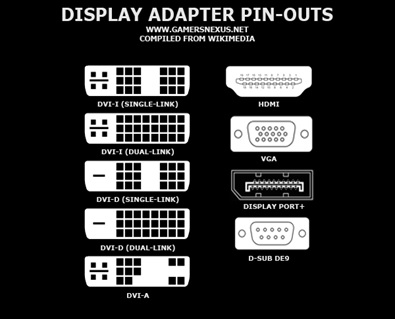 DISPLAY ADAPTER PIN-OUTS
WWW.GAMERSNEXUS.NET
COMPILED FROM WIKIMEDIA
DVI-I (SINGLE-LINK)
DVI-I (DUAL-LINK)
DVI-D (SINGLE-LINK)
DVI-D (DUAL-LINK)
DVI-A
HDMI
VGA
DISPLAY PORT+
D-SUB DE9